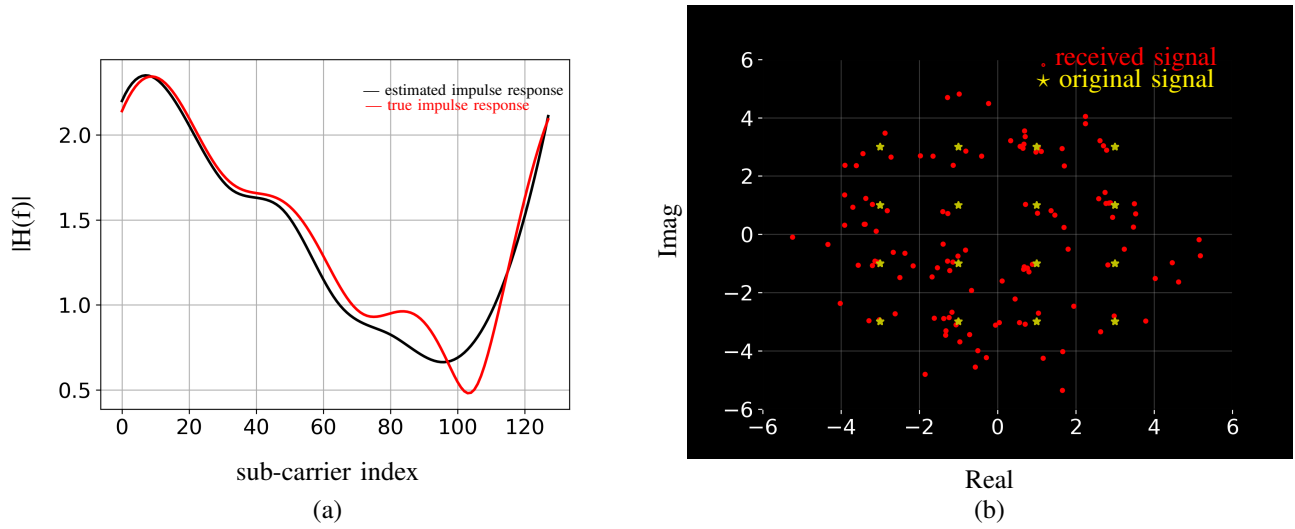 |H(f)|
2.0
1.5
1.0
0.5
0 20 40 60 80 100 120
estimated impulse response
true impulse response
sub-carrier index
(a)
Imag
6
4
2
0
−2
−4
−6
−6 −4 −2 0 2 4 6
received signal
original signal
Real
(b)